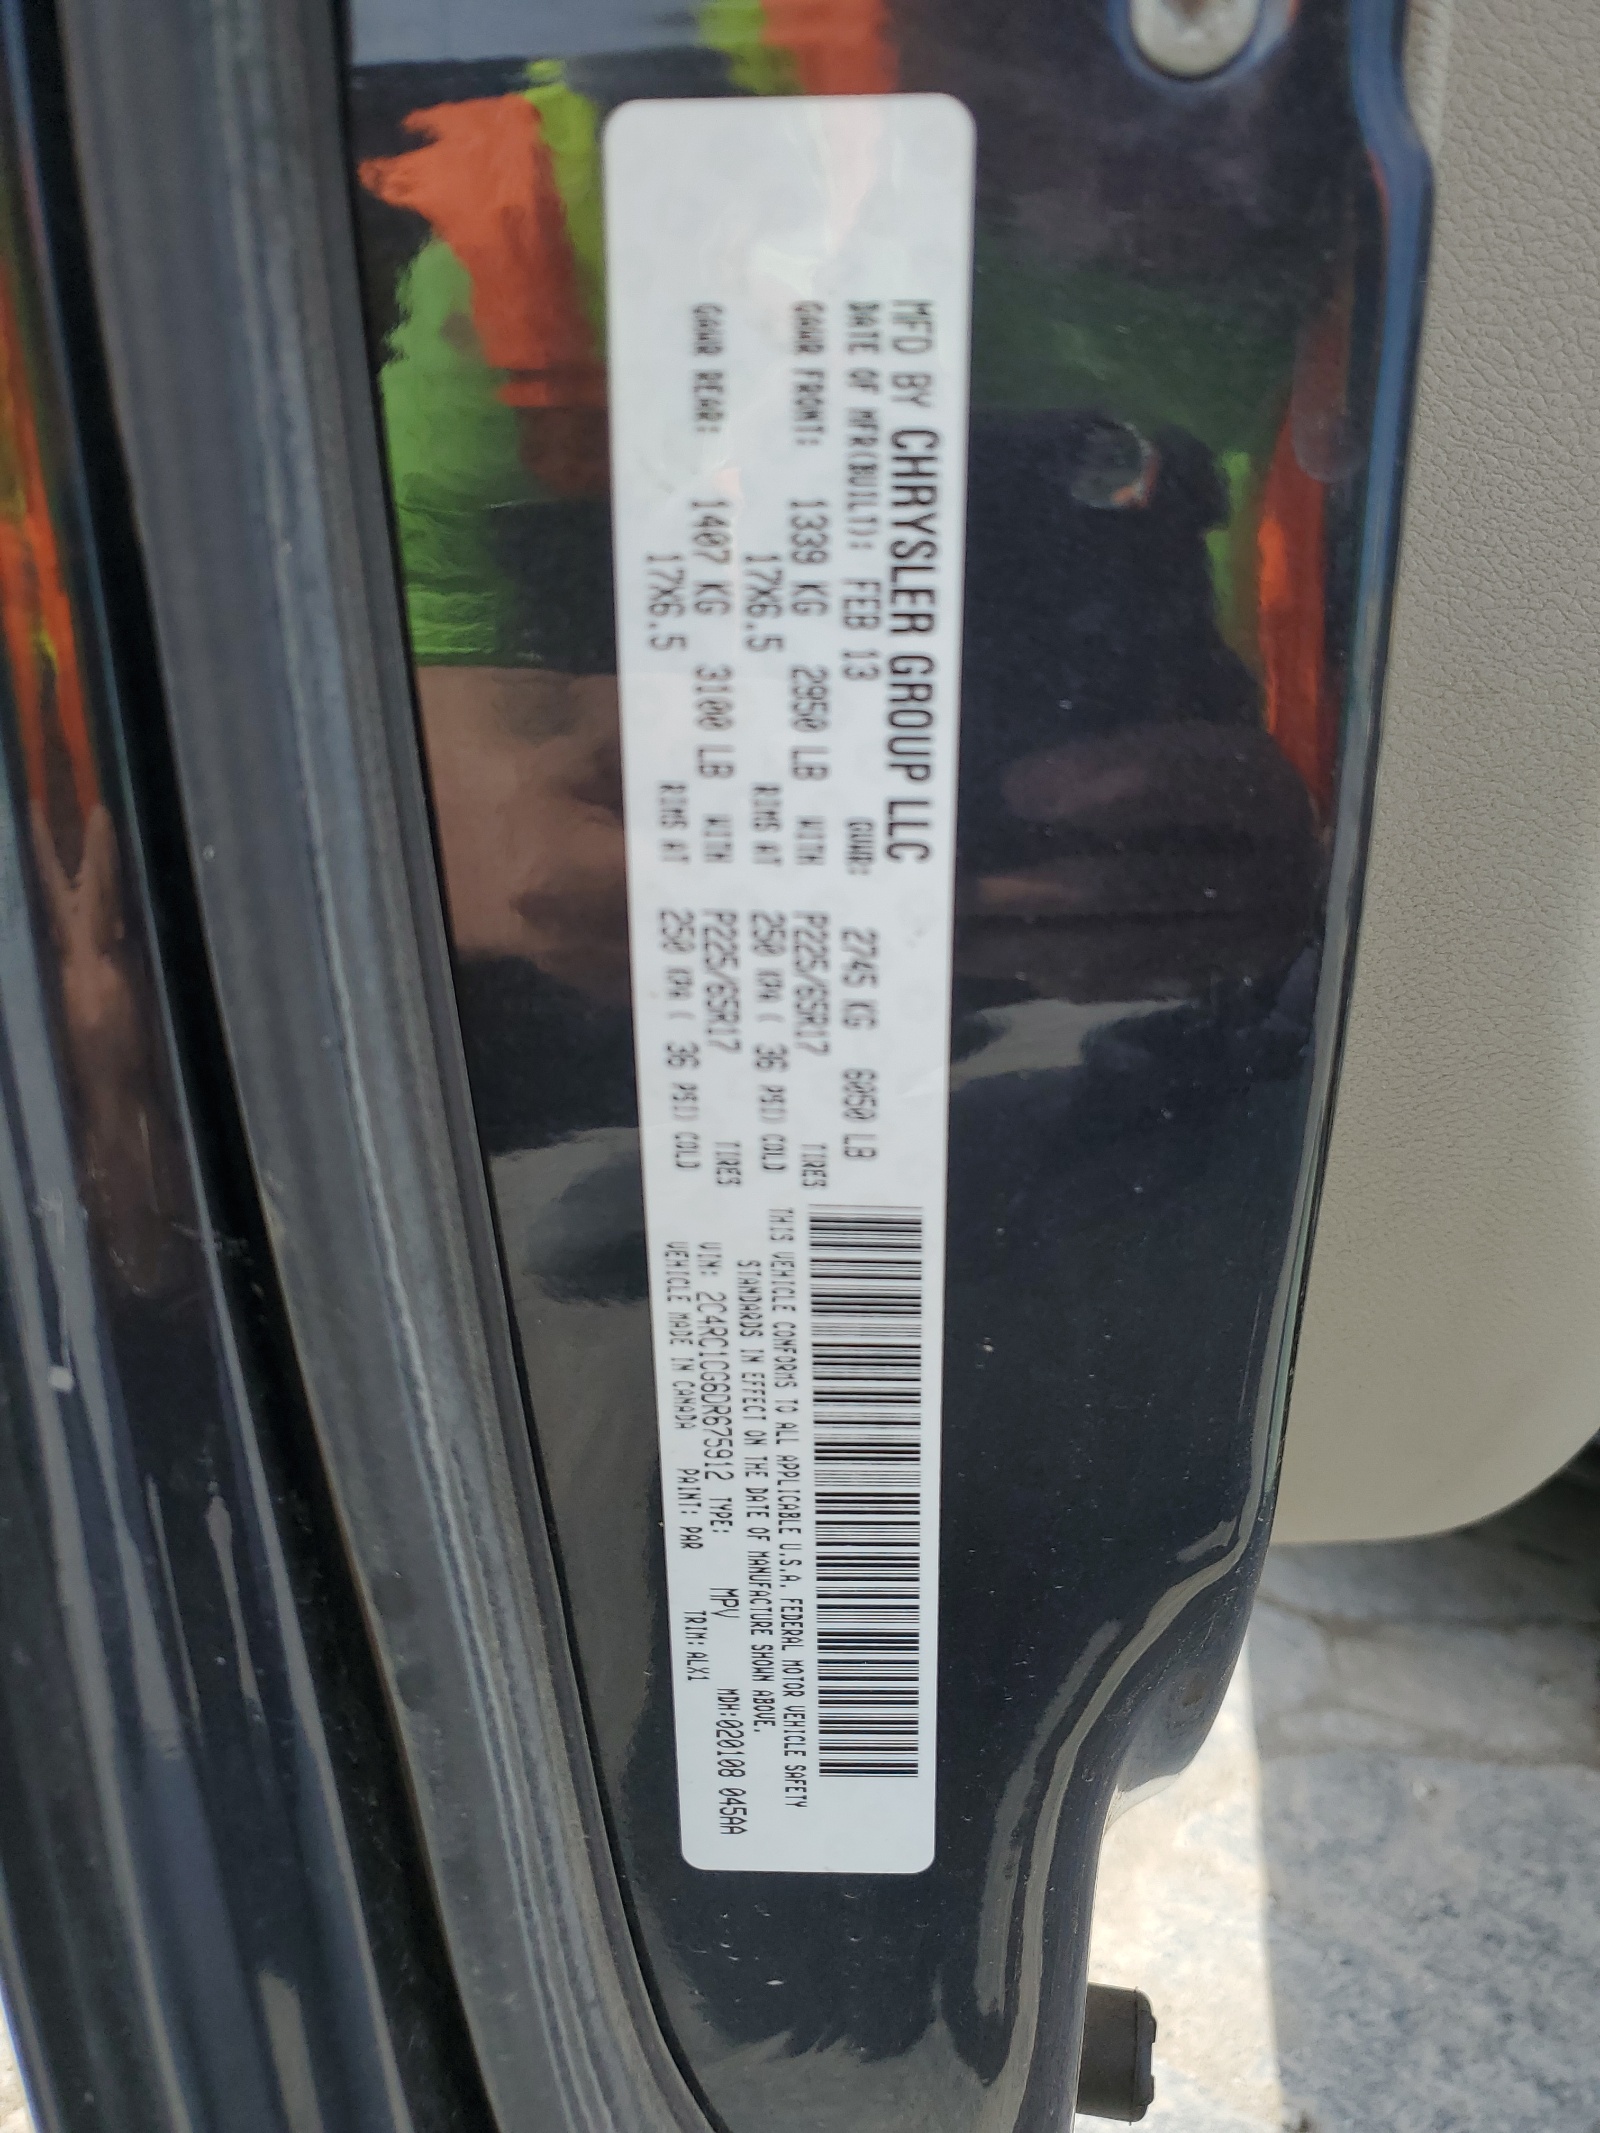 MFD BY CHRYSLER GROUP LLC
DATE OF MFR(BUILT): FEB 13 GVWR: 2745 KG 6050 LB
GAWR FRONT: 1339 KG 2950 LB WITH P225/65R17 TIRES
17X6.5 RIMS AT 250 KPA ( 36 PSI) COLD
GAWR REAR: 1407 KG 3100 LB WITH P225/65R17 TIRES
17X6.5 RIMS AT 250 KPA ( 36 PSI) COLD
THIS VEHICLE CONFORMS TO ALL APPLICABLE U.S.A. FEDERAL MOTOR VEHICLE SAFETY
STANDARDS IN EFFECT ON THE DATE OF MANUFACTURE SHOWN ABOVE.
VIN: 2C4RC1CG6DR675912 TYPE: MPV MDH:020108 045AA
VEHICLE MADE IN CANADA PAINT: PAR TRIM:ALX1